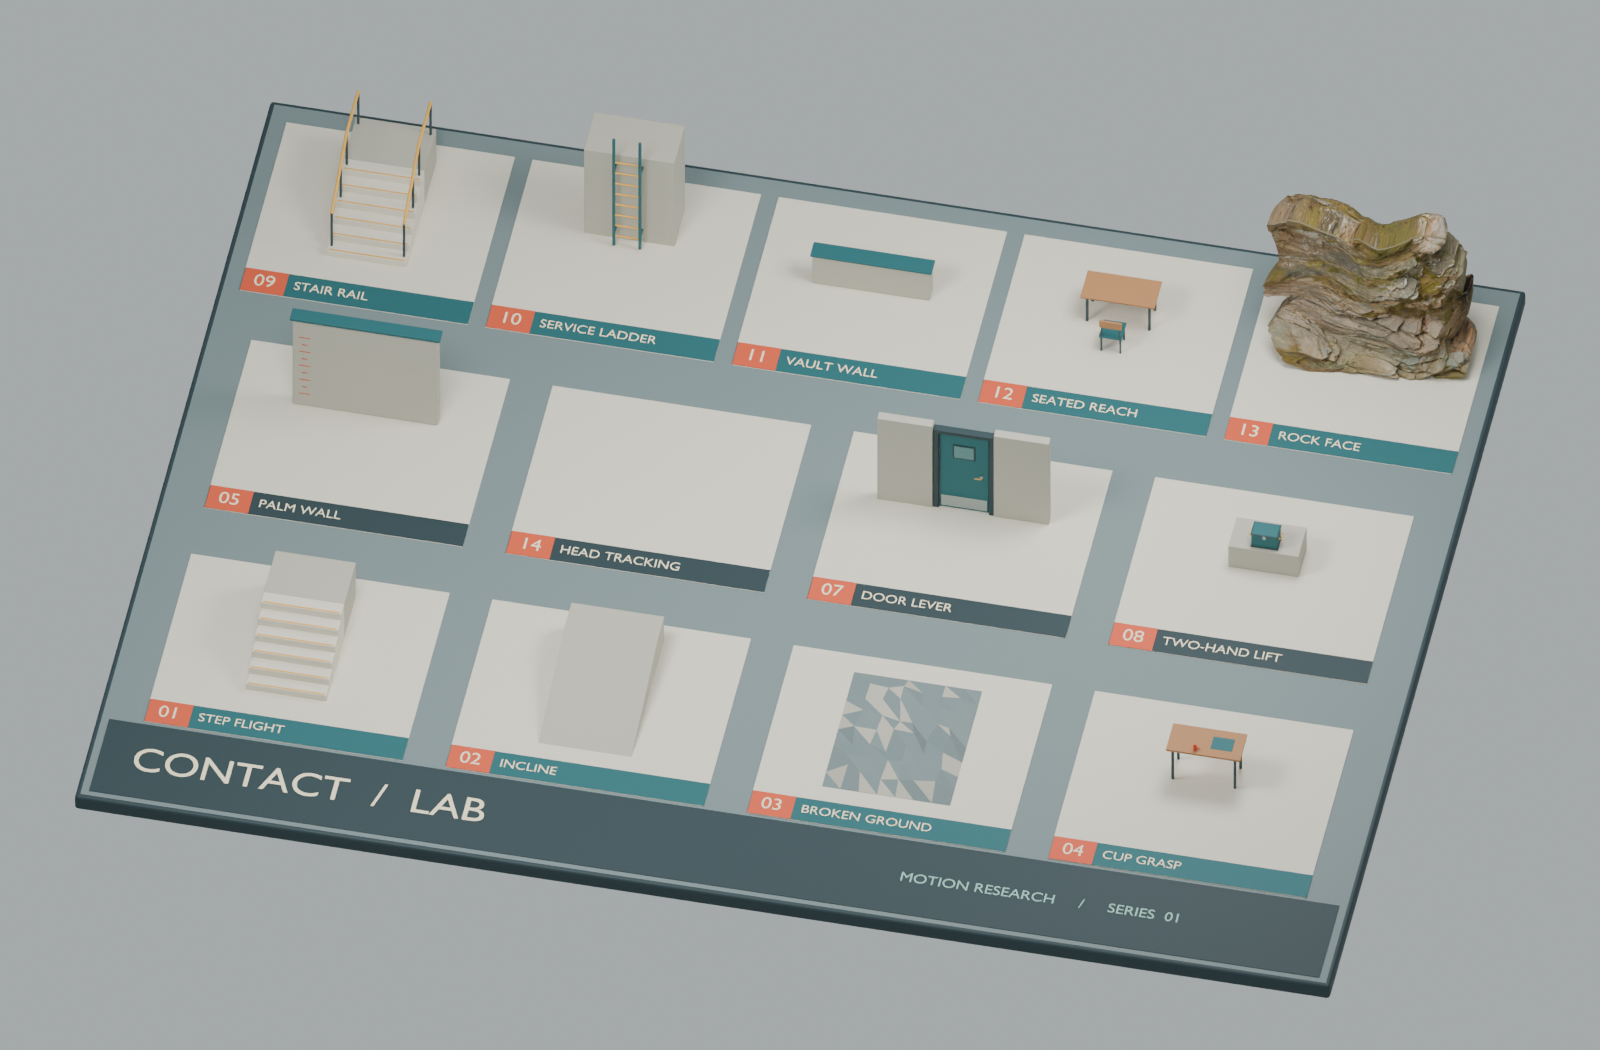 09 STAIR RAIL
10 SERVICE LADDER
11 VAULT WALL
12 SEATED REACH
13 ROCK FACE
05 PALM WALL
14 HEAD TRACKING
07 DOOR LEVER
08 TWO-HAND LIFT
01 STEP FLIGHT
02 INCLINE
03 BROKEN GROUND
04 CUP GRASP
CONTACT / LAB
MOTION RESEARCH / SERIES 01